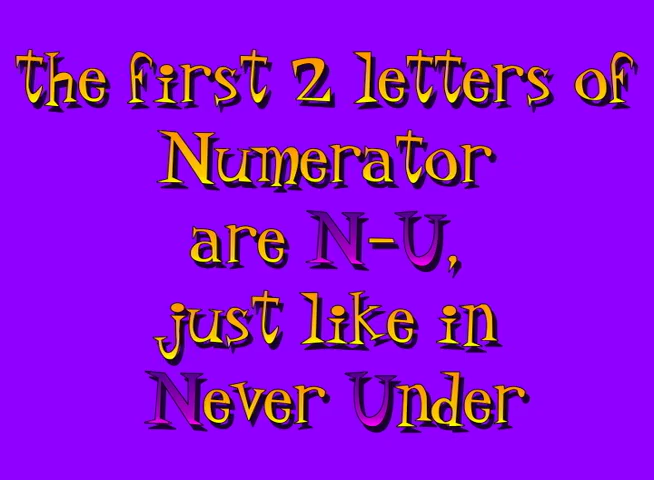 the first 2 letters of
Numerator
are N-U,
just like in
Never Under